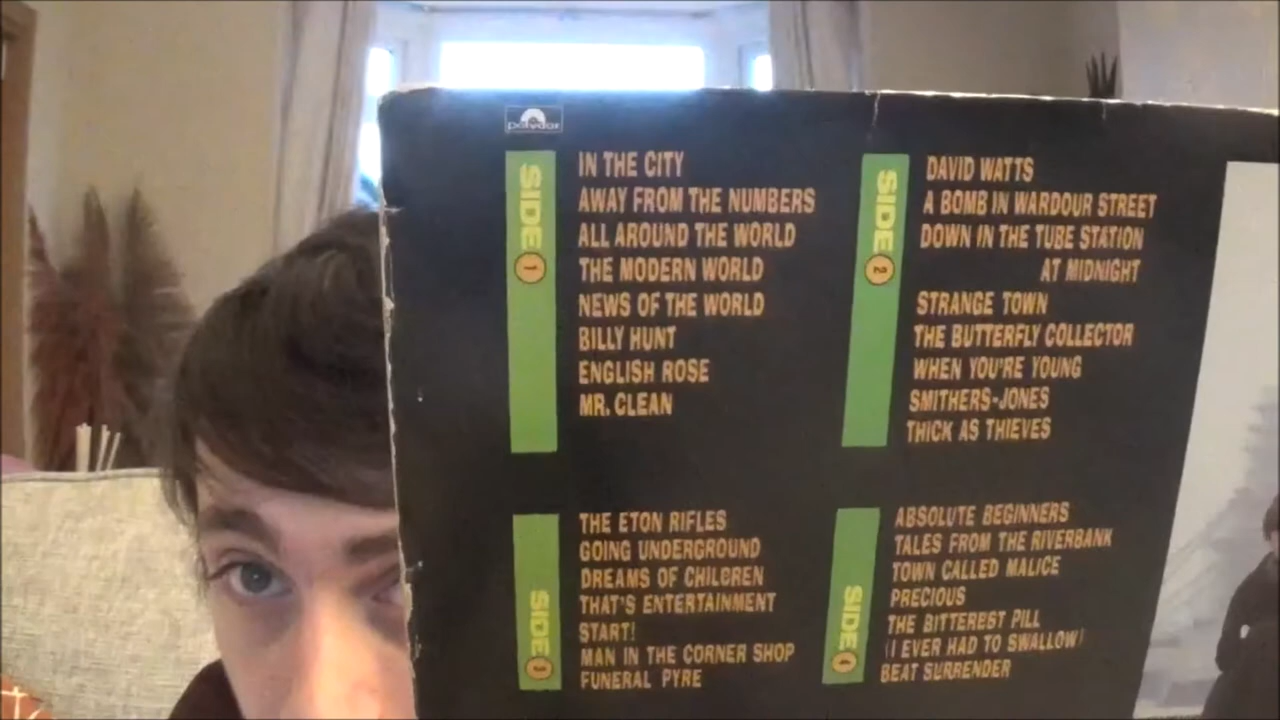 polydor
SIDE 1
IN THE CITY
AWAY FROM THE NUMBERS
ALL AROUND THE WORLD
THE MODERN WORLD
NEWS OF THE WORLD
BILLY HUNT
ENGLISH ROSE
MR. CLEAN
SIDE 2
DAVID WATTS
A BOMB IN WARDOUR STREET
DOWN IN THE TUBE STATION
AT MIDNIGHT
STRANGE TOWN
THE BUTTERFLY COLLECTOR
WHEN YOU'RE YOUNG
SMITHERS-JONES
THICK AS THIEVES
SIDE 3
THE ETON RIFLES
GOING UNDERGROUND
DREAMS OF CHILDREN
THAT'S ENTERTAINMENT
START!
MAN IN THE CORNER SHOP
FUNERAL PYRE
SIDE 4
ABSOLUTE BEGINNERS
TALES FROM THE RIVERBANK
TOWN CALLED MALICE
PRECIOUS
THE BITTEREST PILL
(I EVER HAD TO SWALLOW)
BEAT SURRENDER